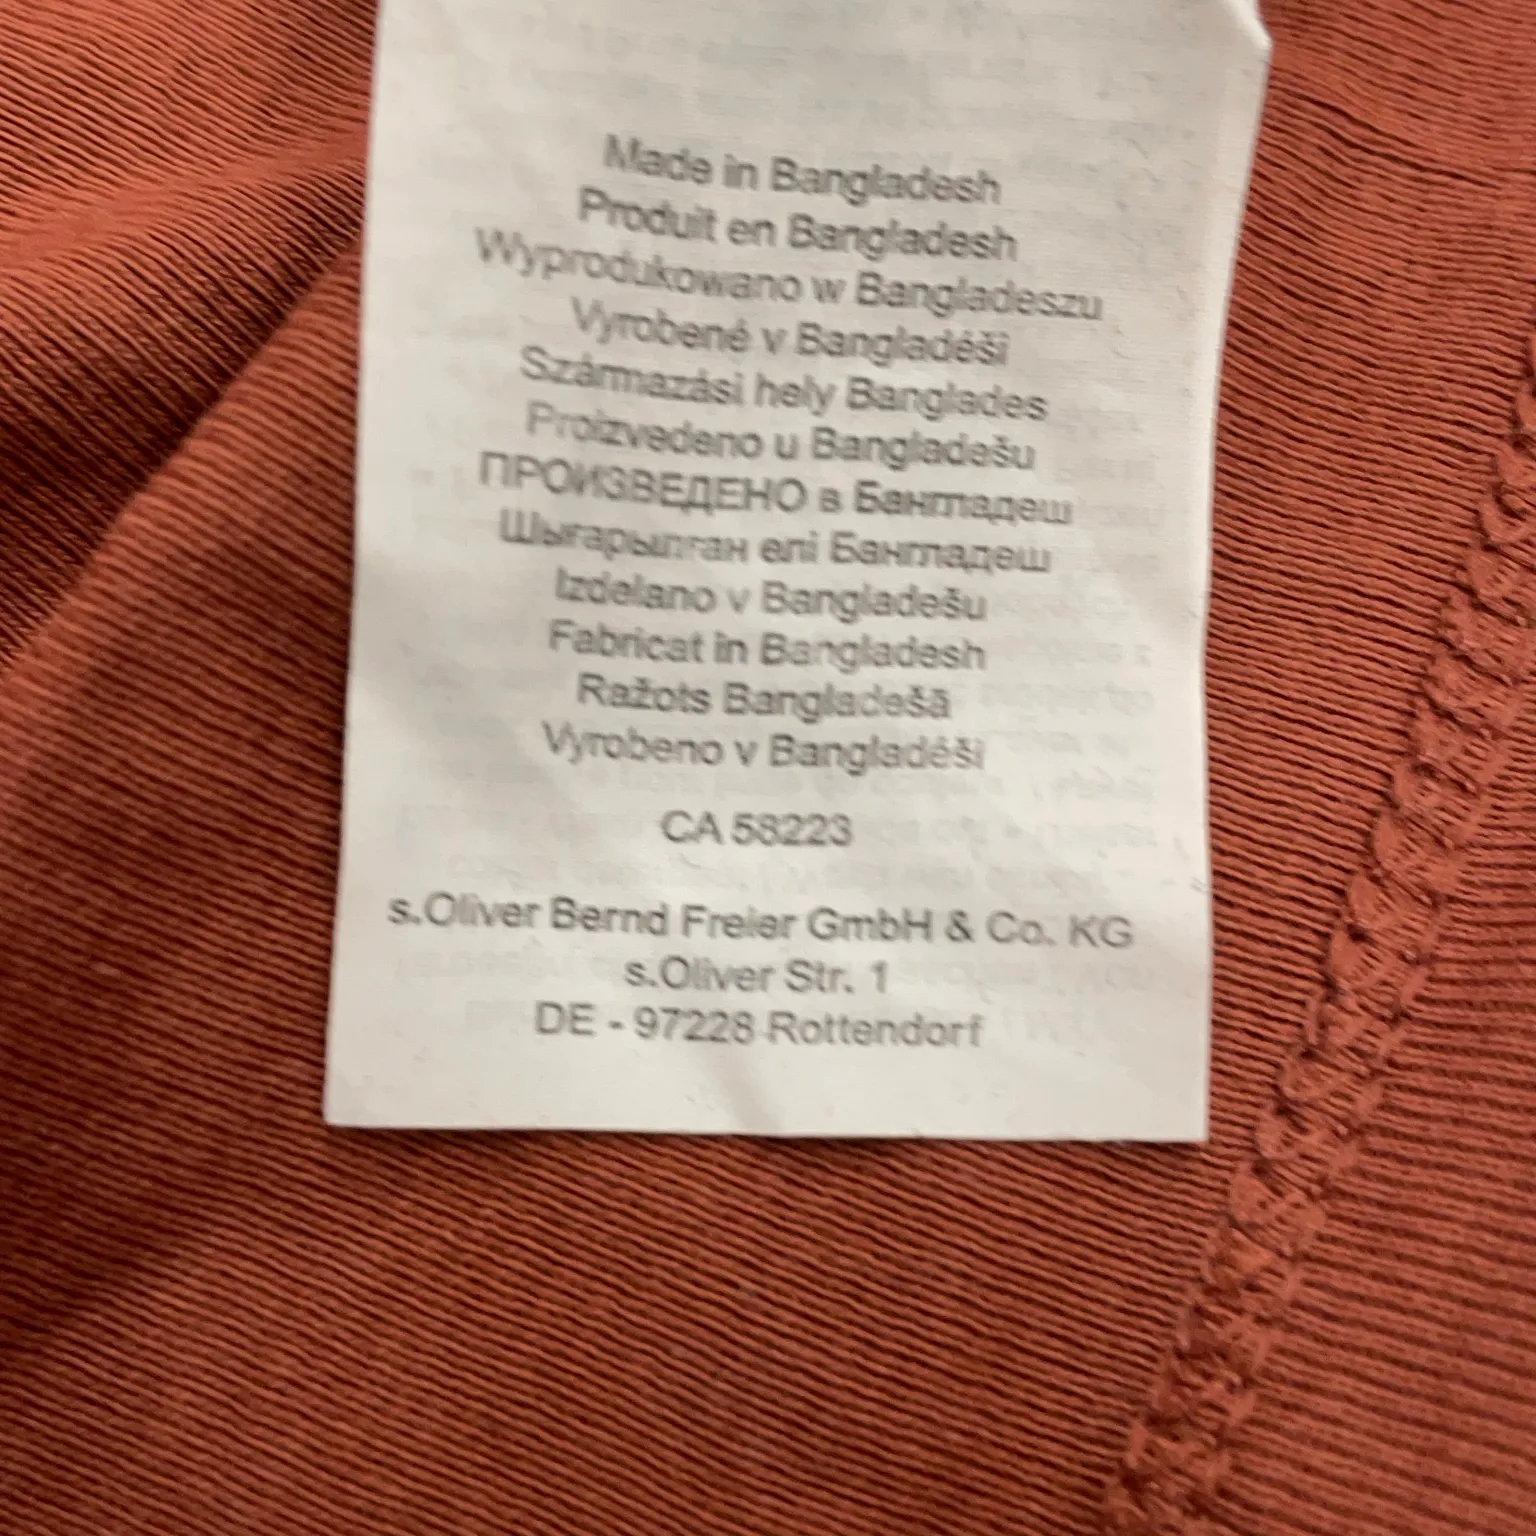 Made in Bangladesh
Produit en Bangladesh
Wyprodukowano w Bangladeszu
Vyrobené v Bangladéši
Származási hely Banglades
Proizvedeno u Bangladešu
ПРОИЗВЕДЕНО в Бангладеш
Шығарылған елі Бангладеш
Izdelano v Bangladešu
Fabricat in Bangladesh
Ražots Bangladešā
Vyrobeno v Bangladéši
CA 58223
s.Oliver Bernd Freier GmbH & Co. KG
s.Oliver Str. 1
DE - 97228 Rottendorf